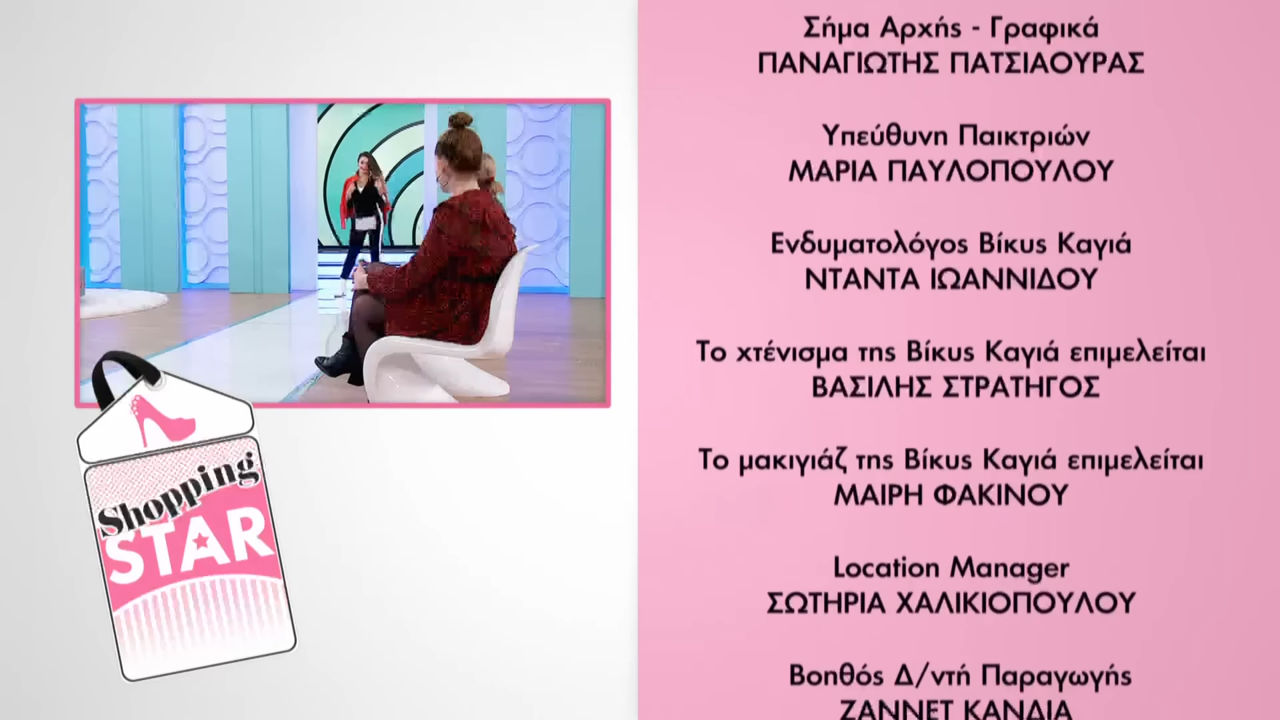 Σήμα Αρχής - Γραφικά
ΠΑΝΑΓΙΩΤΗΣ ΠΑΤΣΙΑΟΥΡΑΣ
Υπεύθυνη Παικτριών
ΜΑΡΙΑ ΠΑΥΛΟΠΟΥΛΟΥ
Ενδυματολόγος Βίκυς Καγιά
ΝΤΑΝΤΑ ΙΩΑΝΝΙΔΟΥ
Το χτένισμα της Βίκυς Καγιά επιμελείται
ΒΑΣΙΛΗΣ ΣΤΡΑΤΗΓΟΣ
Το μακιγιάζ της Βίκυς Καγιά επιμελείται
ΜΑΙΡΗ ΦΑΚΙΝΟΥ
Location Manager
ΣΩΤΗΡΙΑ ΧΑΛΙΚΙΟΠΟΥΛΟΥ
Βοηθός Δ/ντή Παραγωγής
ΖΑΝΝΕΤ ΚΑΝΔΙΑ
Shopping
STAR